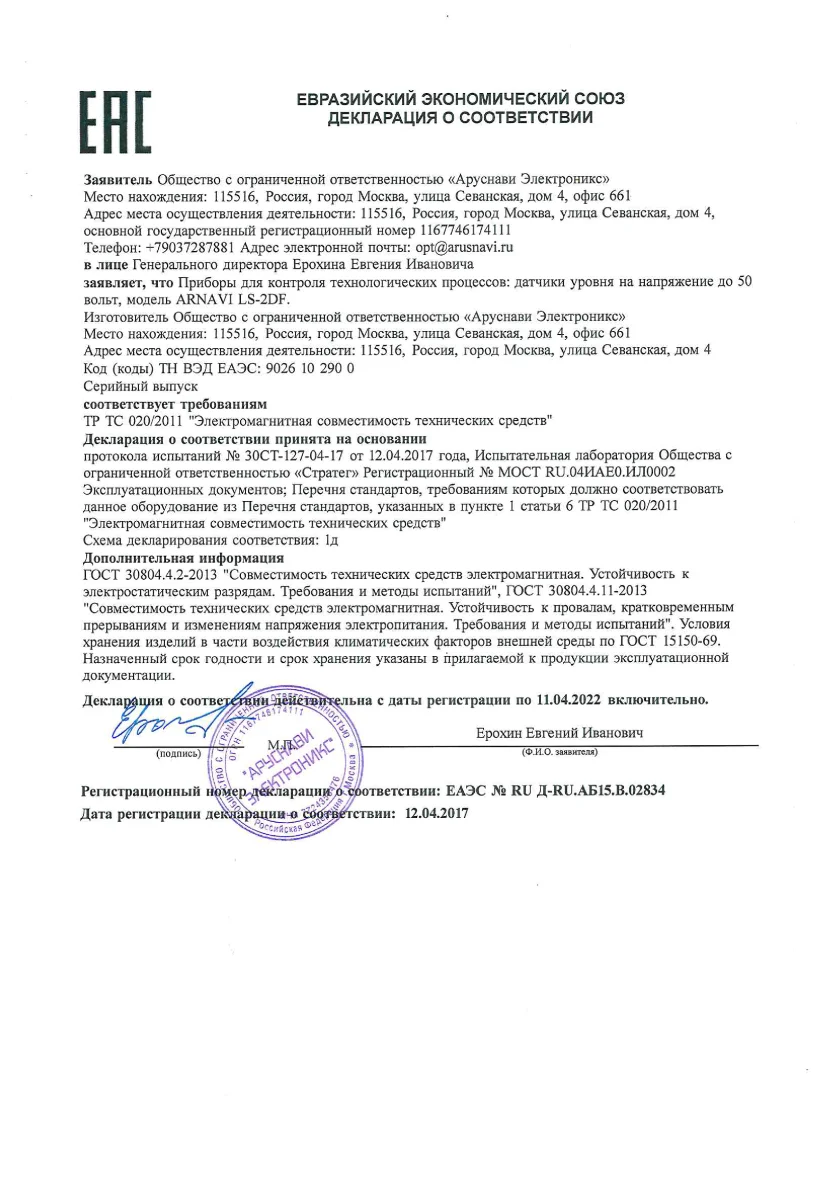 ЕАС
ЕВРАЗИЙСКИЙ ЭКОНОМИЧЕСКИЙ СОЮЗ
ДЕКЛАРАЦИЯ О СООТВЕТСТВИИ
Заявитель Общество с ограниченной ответственностью «Аруснави Электроникс»
Место нахождения: 115516, Россия, город Москва, улица Севанская, дом 4, офис 661
Адрес места осуществления деятельности: 115516, Россия, город Москва, улица Севанская, дом 4,
основной государственный регистрационный номер 1167746174111
Телефон: +79037287881 Адрес электронной почты: opt@arusnavi.ru
в лице Генерального директора Ерохина Евгения Ивановича
заявляет, что Приборы для контроля технологических процессов: датчики уровня на напряжение до 50
вольт, модель ARNAVI LS-2DF.
Изготовитель Общество с ограниченной ответственностью «Аруснави Электроникс»
Место нахождения: 115516, Россия, город Москва, улица Севанская, дом 4, офис 661
Адрес места осуществления деятельности: 115516, Россия, город Москва, улица Севанская, дом 4
Код (коды) ТН ВЭД ЕАЭС: 9026 10 290 0
Серийный выпуск
соответствует требованиям
ТР ТС 020/2011 "Электромагнитная совместимость технических средств"
Декларация о соответствии принята на основании
протокола испытаний № 30СТ-127-04-17 от 12.04.2017 года, Испытательная лаборатория Общества с
ограниченной ответственностью «Стратег» Регистрационный № МОСТ RU.04ИАЕ0.ИЛ0002
Эксплуатационных документов; Перечня стандартов, требованиям которых должно соответствовать
данное оборудование из Перечня стандартов, указанных в пункте 1 статьи 6 ТР ТС 020/2011
"Электромагнитная совместимость технических средств"
Схема декларирования соответствия: 1д
Дополнительная информация
ГОСТ 30804.4.2-2013 "Совместимость технических средств электромагнитная. Устойчивость к
электростатическим разрядам. Требования и методы испытаний", ГОСТ 30804.4.11-2013
"Совместимость технических средств электромагнитная. Устойчивость к провалам, кратковременным
прерываниям и изменениям напряжения электропитания. Требования и методы испытаний". Условия
хранения изделий в части воздействия климатических факторов внешней среды по ГОСТ 15150-69.
Назначенный срок годности и срок хранения указаны в прилагаемой к продукции эксплуатационной
документации.
Декларация о соответствии действительна с даты регистрации по 11.04.2022 включительно.
Ерохин Евгений Иванович
М.П.
(подпись)
(Ф.И.О. заявителя)
ОБЩЕСТВО С ОГРАНИЧЕННОЙ ОТВЕТСТВЕННОСТЬЮ
ОГРН 1167746174111
"АРУСНАВИ
ЭЛЕКТРОНИКС"
Российская Федерация Москва
Регистрационный номер декларации о соответствии: ЕАЭС № RU Д-RU.АБ15.В.02834
Дата регистрации декларации о соответствии: 12.04.2017